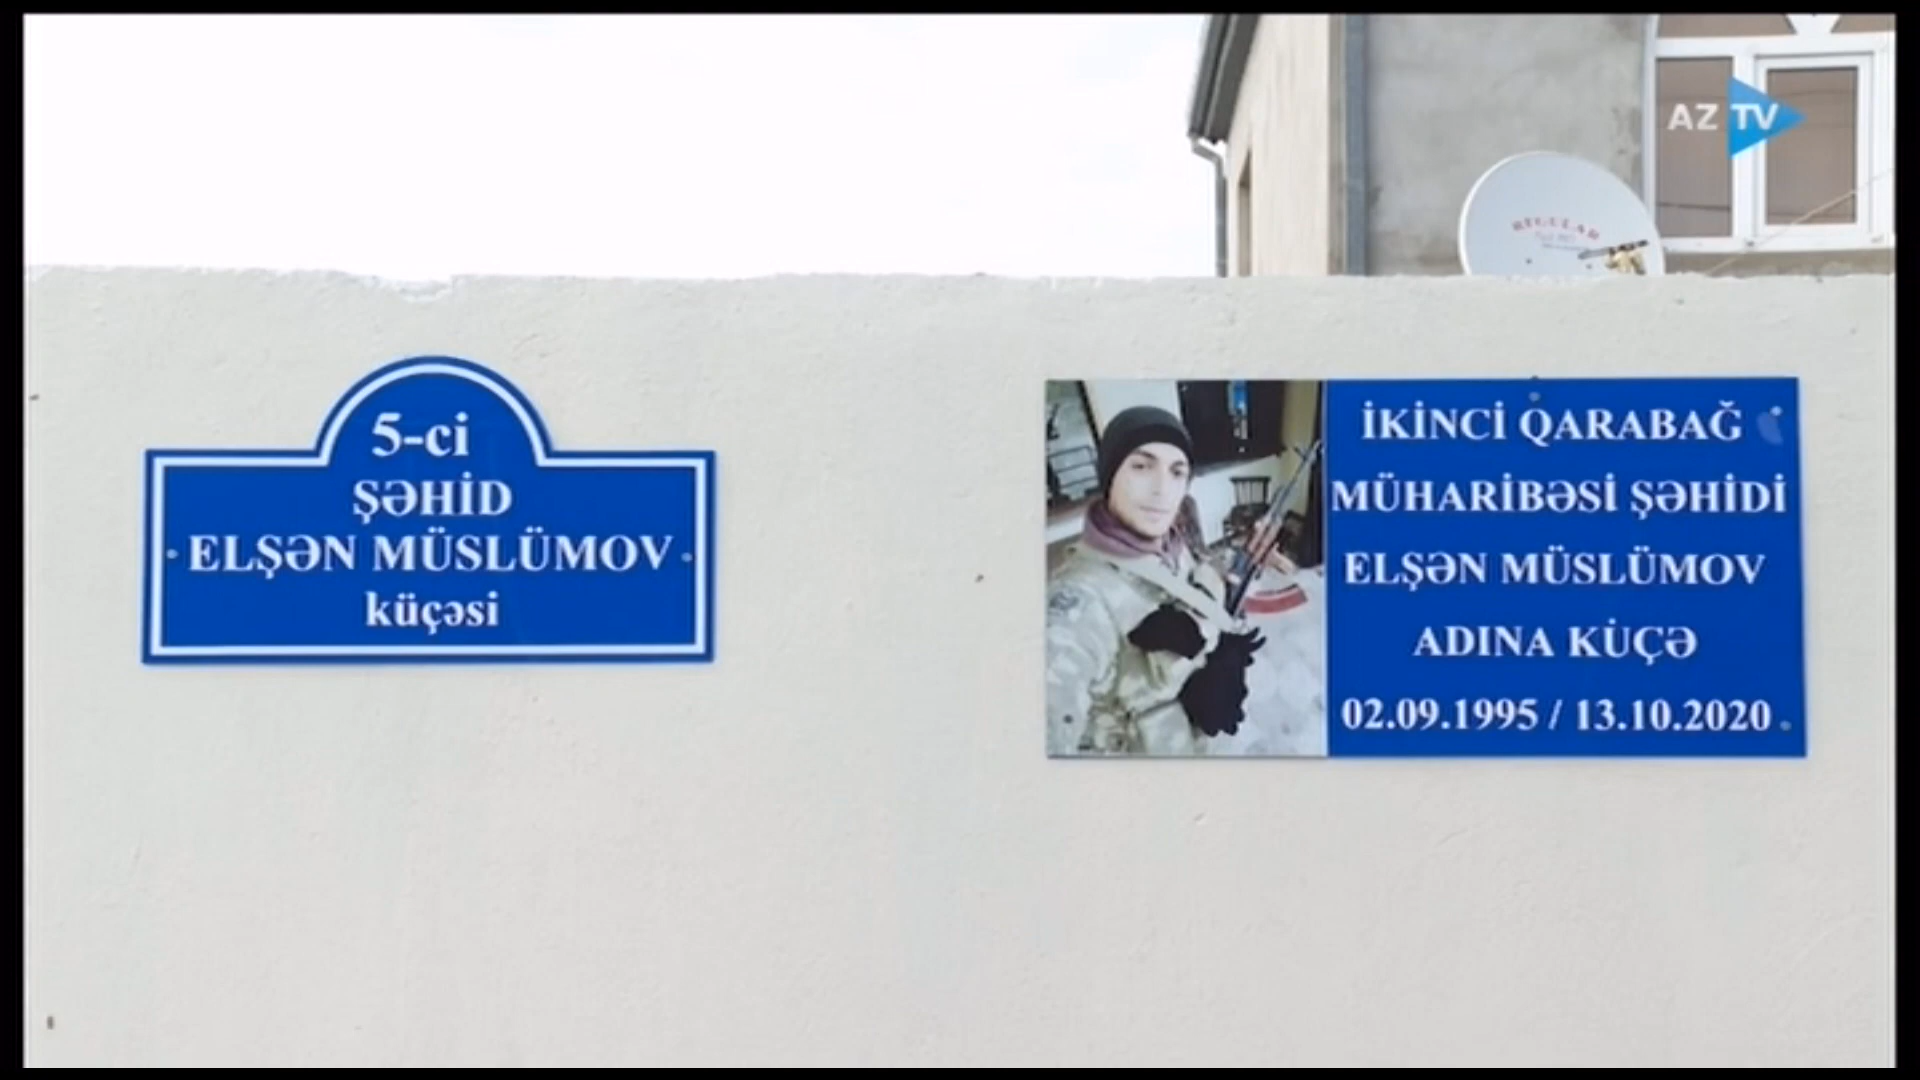 AZ TV
REGULAR
5-ci
ŞƏHİD
ELŞƏN MÜSLÜMOV
küçəsi
İKİNCİ QARABAĞ
MÜHARİBƏSİ ŞƏHİDİ
ELŞƏN MÜSLÜMOV
ADINA KÜÇƏ
02.09.1995 / 13.10.2020